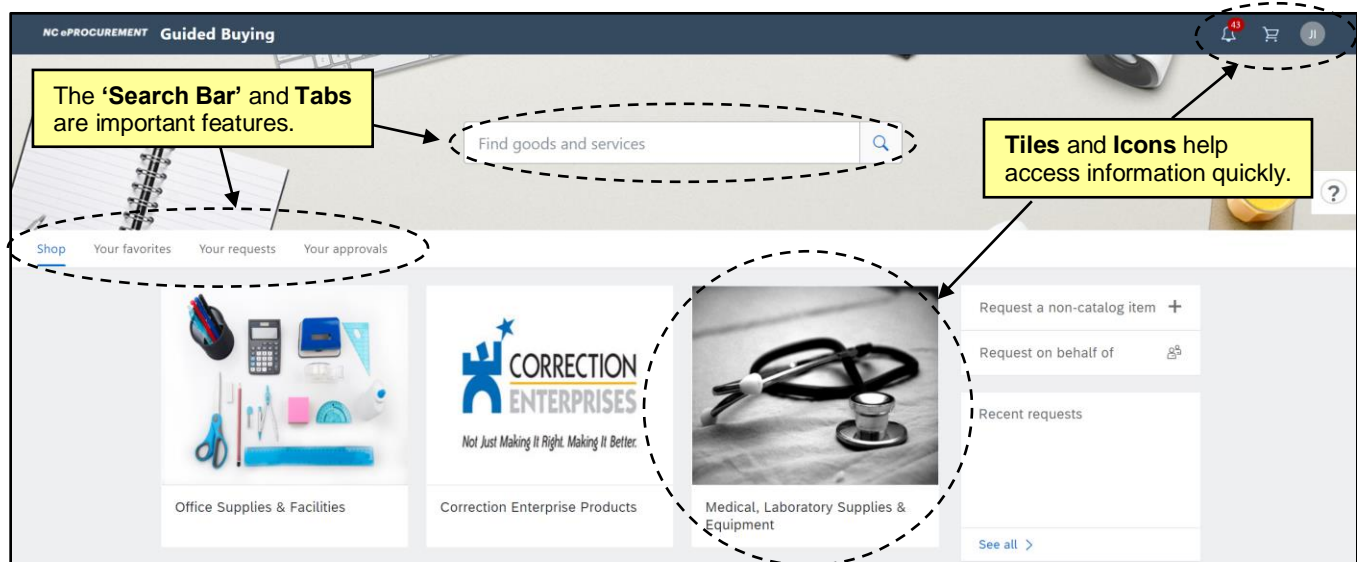 NC ePROCUREMENT Guided Buying
43
JI
The ‘Search Bar’ and Tabs
are important features.
Find goods and services
Tiles and Icons help
access information quickly.
?
Shop Your favorites Your requests Your approvals
Request a non-catalog item +
Request on behalf of
Recent requests
CORRECTION
ENTERPRISES
Not Just Making It Right. Making It Better.
Office Supplies & Facilities
Correction Enterprise Products
Medical, Laboratory Supplies &
Equipment
See all >